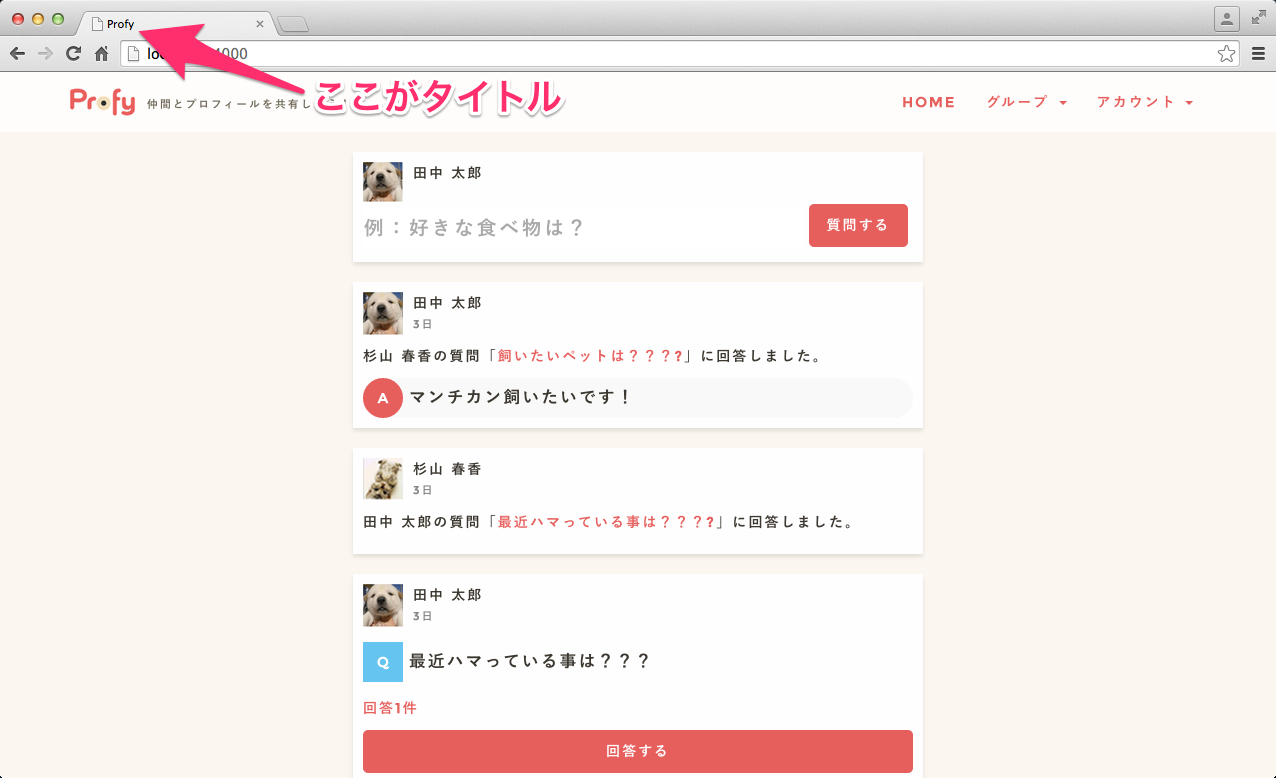 Profy
lo
000
ここがタイトル
Profy 仲間とプロフィールを共有し
HOME グループ アカウント
田中 太郎
例：好きな食べ物は？
質問する
田中 太郎
3日
杉山 春香の質問「飼いたいペットは？？？?」に回答しました。
A マンチカン飼いたいです！
杉山 春香
3日
田中 太郎の質問「最近ハマっている事は？？？?」に回答しました。
田中 太郎
3日
Q 最近ハマっている事は？？？
回答1件
回答する